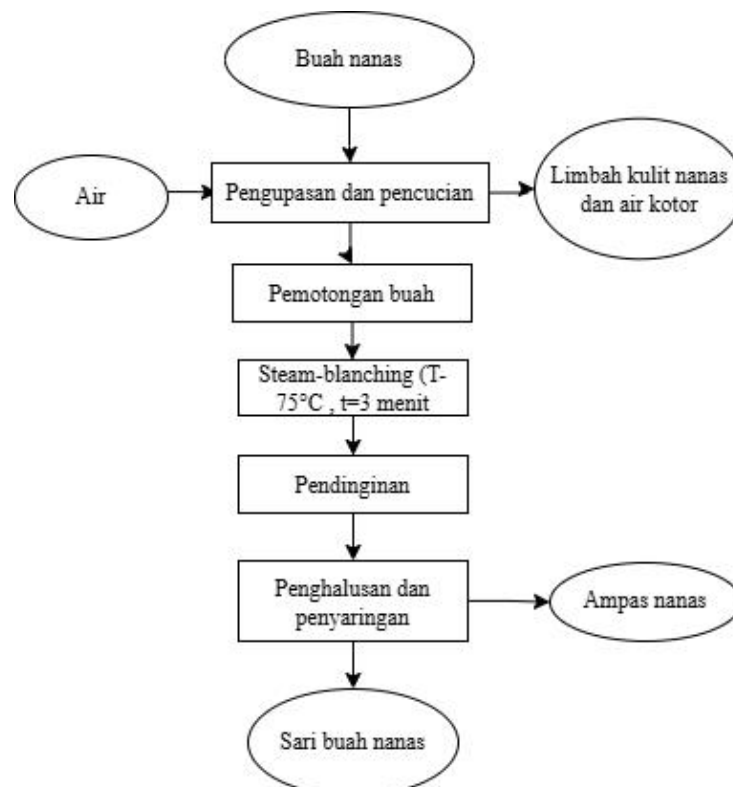 Buah nanas
Air
Pengupasan dan pencucian
Limbah kulit nanas
dan air kotor
Pemotongan buah
Steam-blanching (T-
75°C , t=3 menit
Pendinginan
Penghalusan dan
penyaringan
Ampas nanas
Sari buah nanas